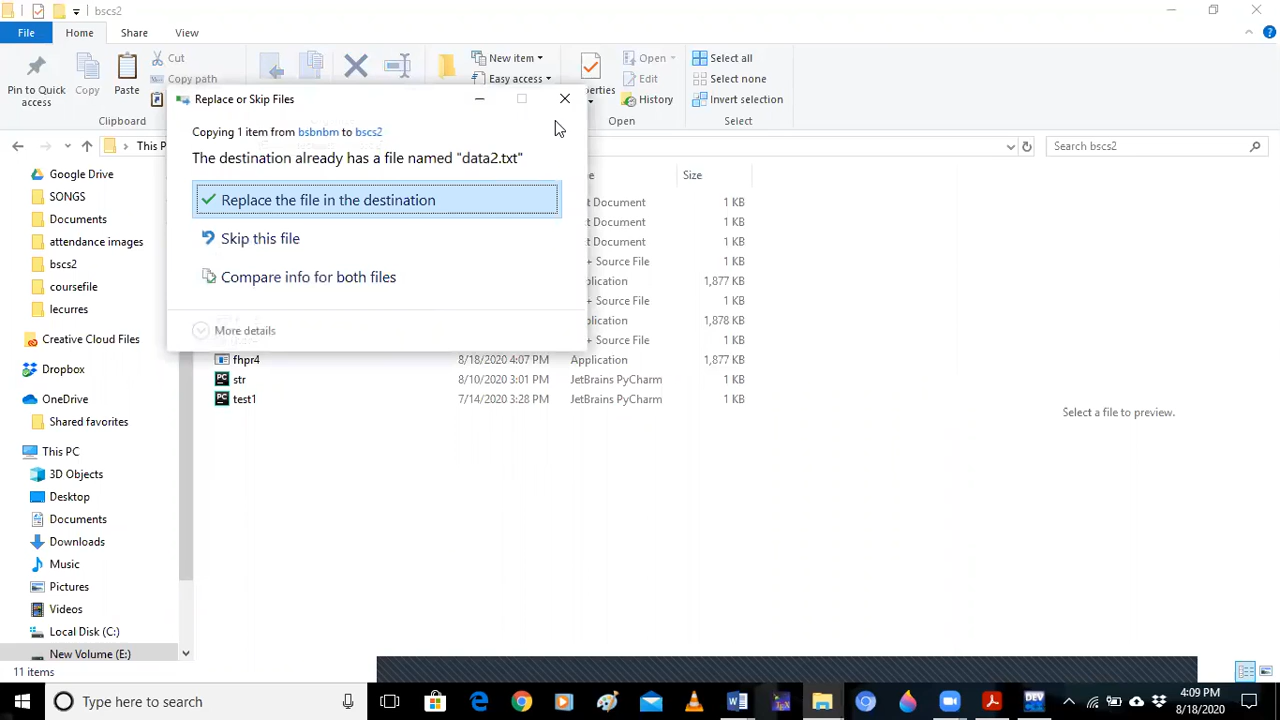 bscs2
File Home Share View
Pin to Quick access
Copy
Paste
Cut
Copy path
New item
Easy access
Open
Edit
History
Select all
Select none
Invert selection
Clipboard
Open
Select
Replace or Skip Files
Copying 1 item from bsbnbm to bscs2
The destination already has a file named "data2.txt"
Replace the file in the destination
Skip this file
Compare info for both files
More details
This P
Search bscs2
Size
t Document 1 KB
t Document 1 KB
t Document 1 KB
+ Source File 1 KB
plication 1,877 KB
+ Source File 1 KB
plication 1,878 KB
+ Source File 1 KB
fhpr4 8/18/2020 4:07 PM Application 1,877 KB
str 8/10/2020 3:01 PM JetBrains PyCharm 1 KB
test1 7/14/2020 3:28 PM JetBrains PyCharm 1 KB
Google Drive
SONGS
Documents
attendance images
bscs2
coursefile
lecurres
Creative Cloud Files
Dropbox
OneDrive
Shared favorites
This PC
3D Objects
Desktop
Documents
Downloads
Music
Pictures
Videos
Local Disk (C:)
New Volume (E:)
Select a file to preview.
11 items
Type here to search
DEV
4:09 PM
8/18/2020